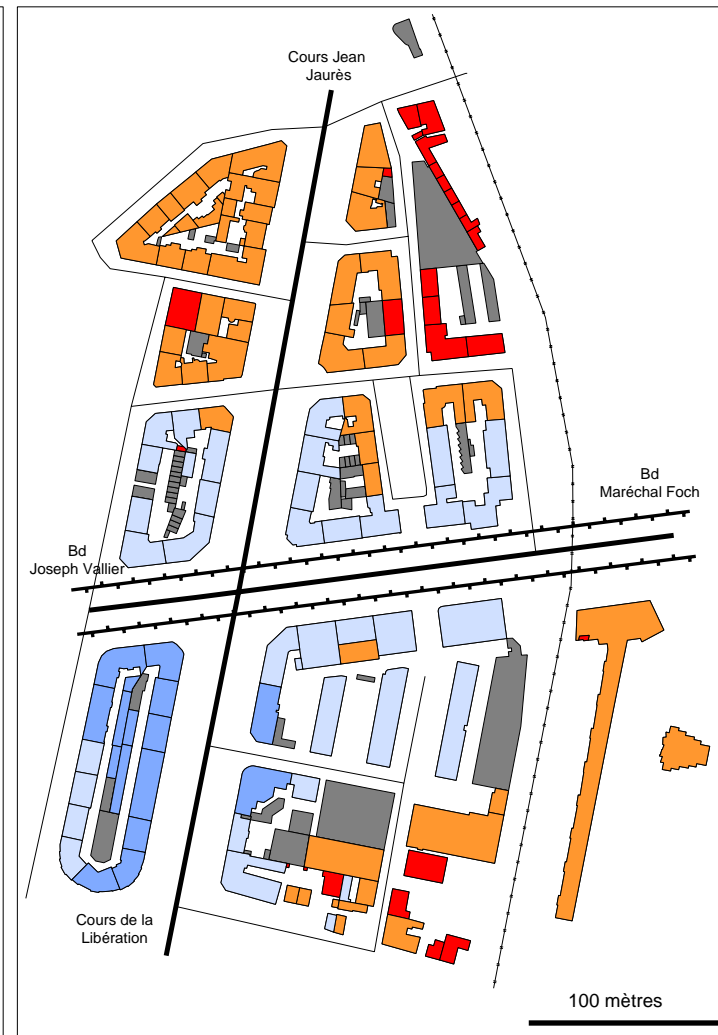 Cours Jean
Jaurès
Bd
Maréchal Foch
Bd
Joseph Vallier
Cours de la
Libération
100 mètres